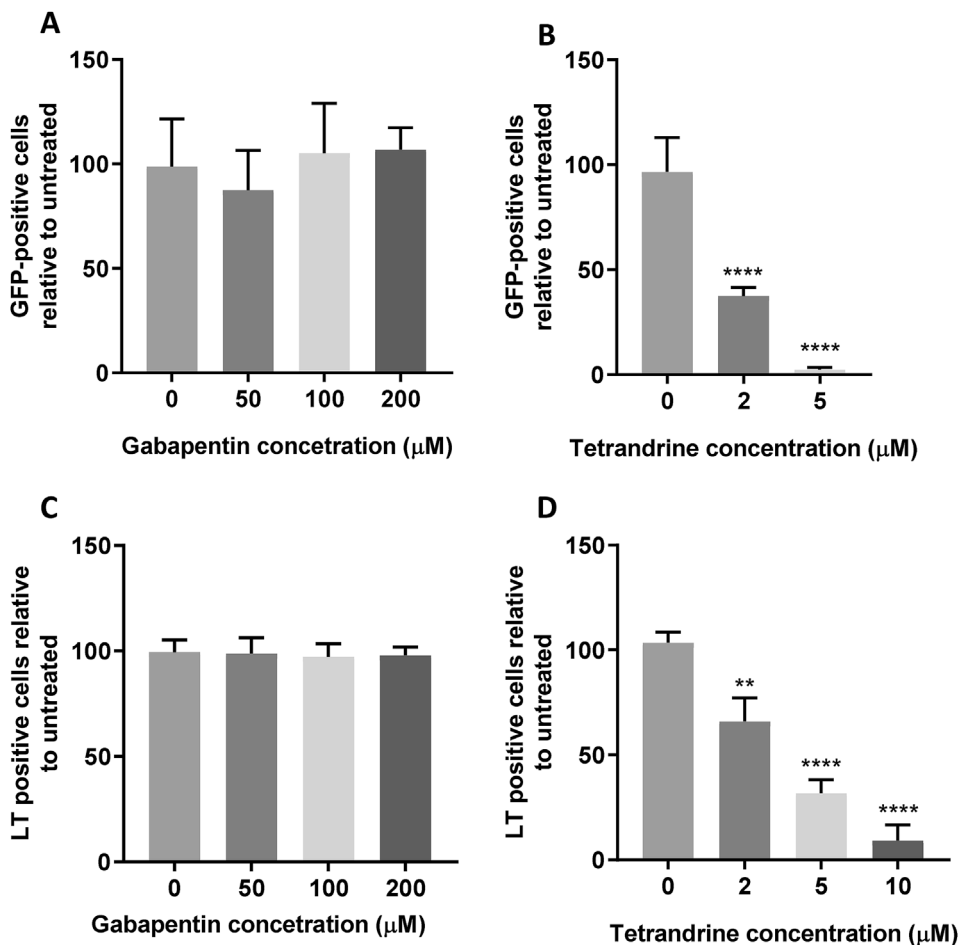 A
GFP-positive cells
relative to untreated
150
100
50
0
0 50 100 200
Gabapentin concetration (μM)
B
GFP-positive cells
relative to untreated
150
100
50
0
****
****
0 2 5
Tetrandrine concentration (μM)
C
LT positive cells relative
to untreated
150
100
50
0
0 50 100 200
Gabapentin concetration (μM)
D
LT positive cells relative
to untreated
150
100
50
0
**
****
****
0 2 5 10
Tetrandrine concentration (μM)